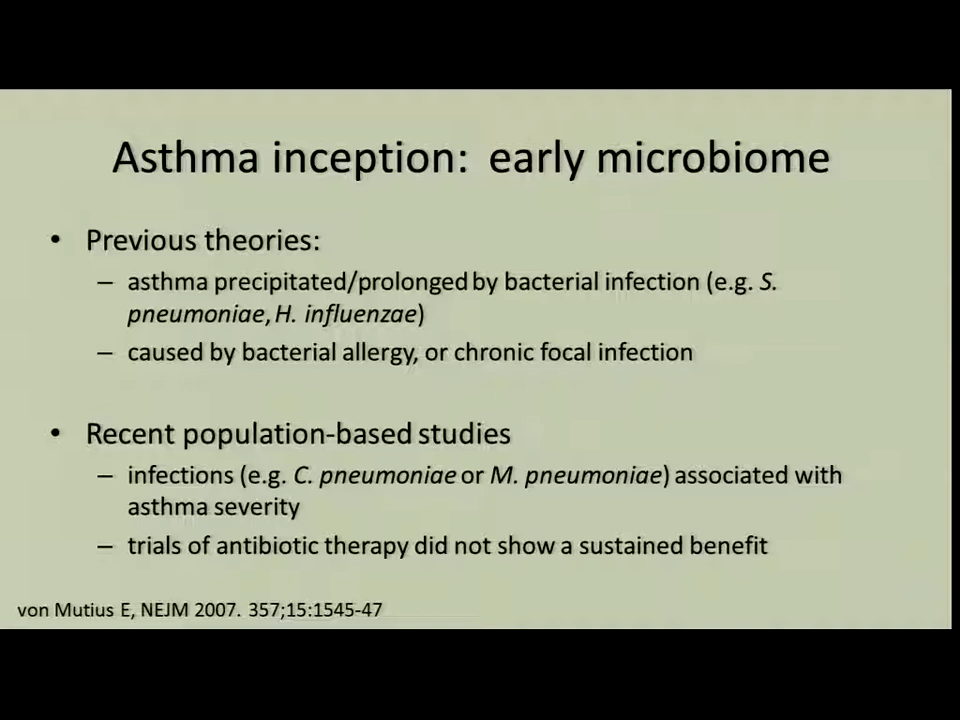 Asthma inception: early microbiome
• Previous theories:
– asthma precipitated/prolonged by bacterial infection (e.g. S.
pneumoniae, H. influenzae)
– caused by bacterial allergy, or chronic focal infection
• Recent population-based studies
– infections (e.g. C. pneumoniae or M. pneumoniae) associated with
asthma severity
– trials of antibiotic therapy did not show a sustained benefit
von Mutius E, NEJM 2007. 357;15:1545-47